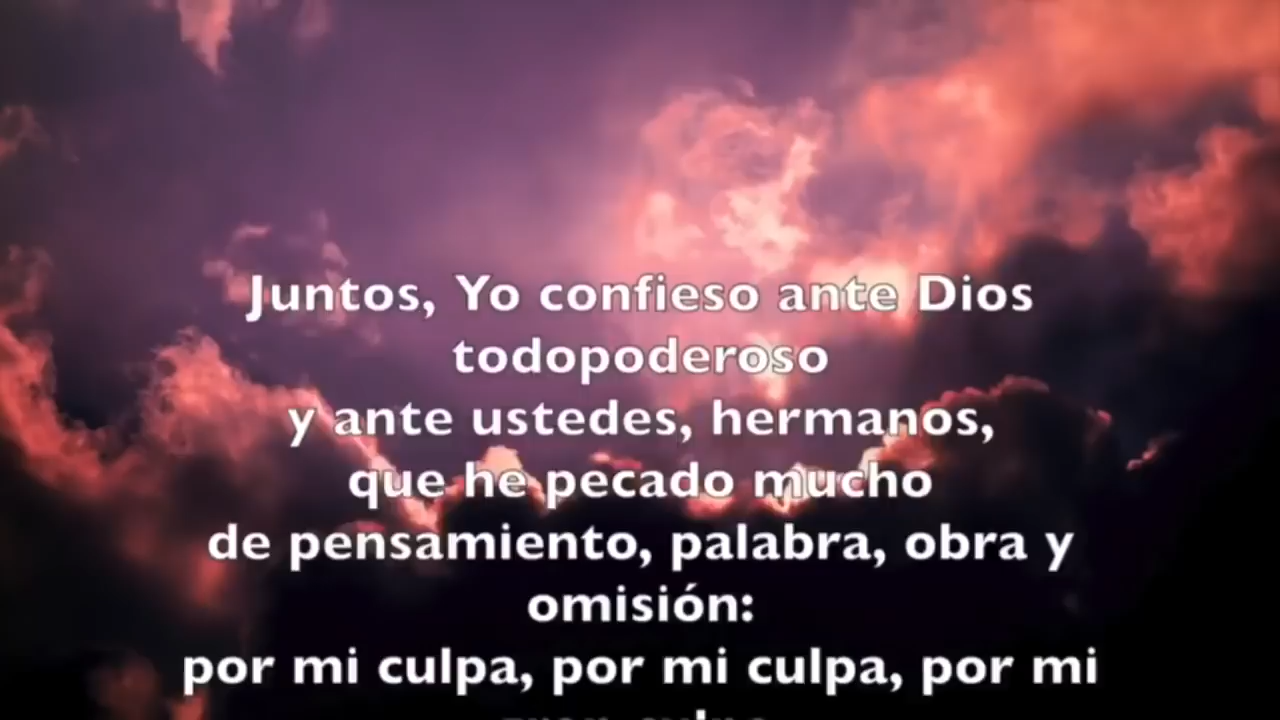 Juntos, Yo confieso ante Dios
todopoderoso
y ante ustedes, hermanos,
que he pecado mucho
de pensamiento, palabra, obra y
omisión:
por mi culpa, por mi culpa, por mi